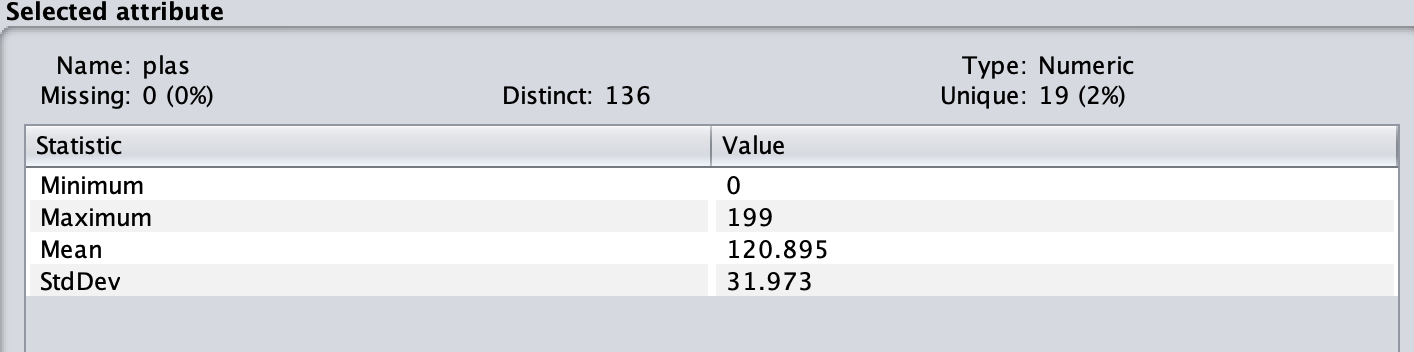 Selected attribute
Name: plas Type: Numeric
Missing: 0 (0%) Distinct: 136 Unique: 19 (2%)
Statistic Value
Minimum 0
Maximum 199
Mean 120.895
StdDev 31.973